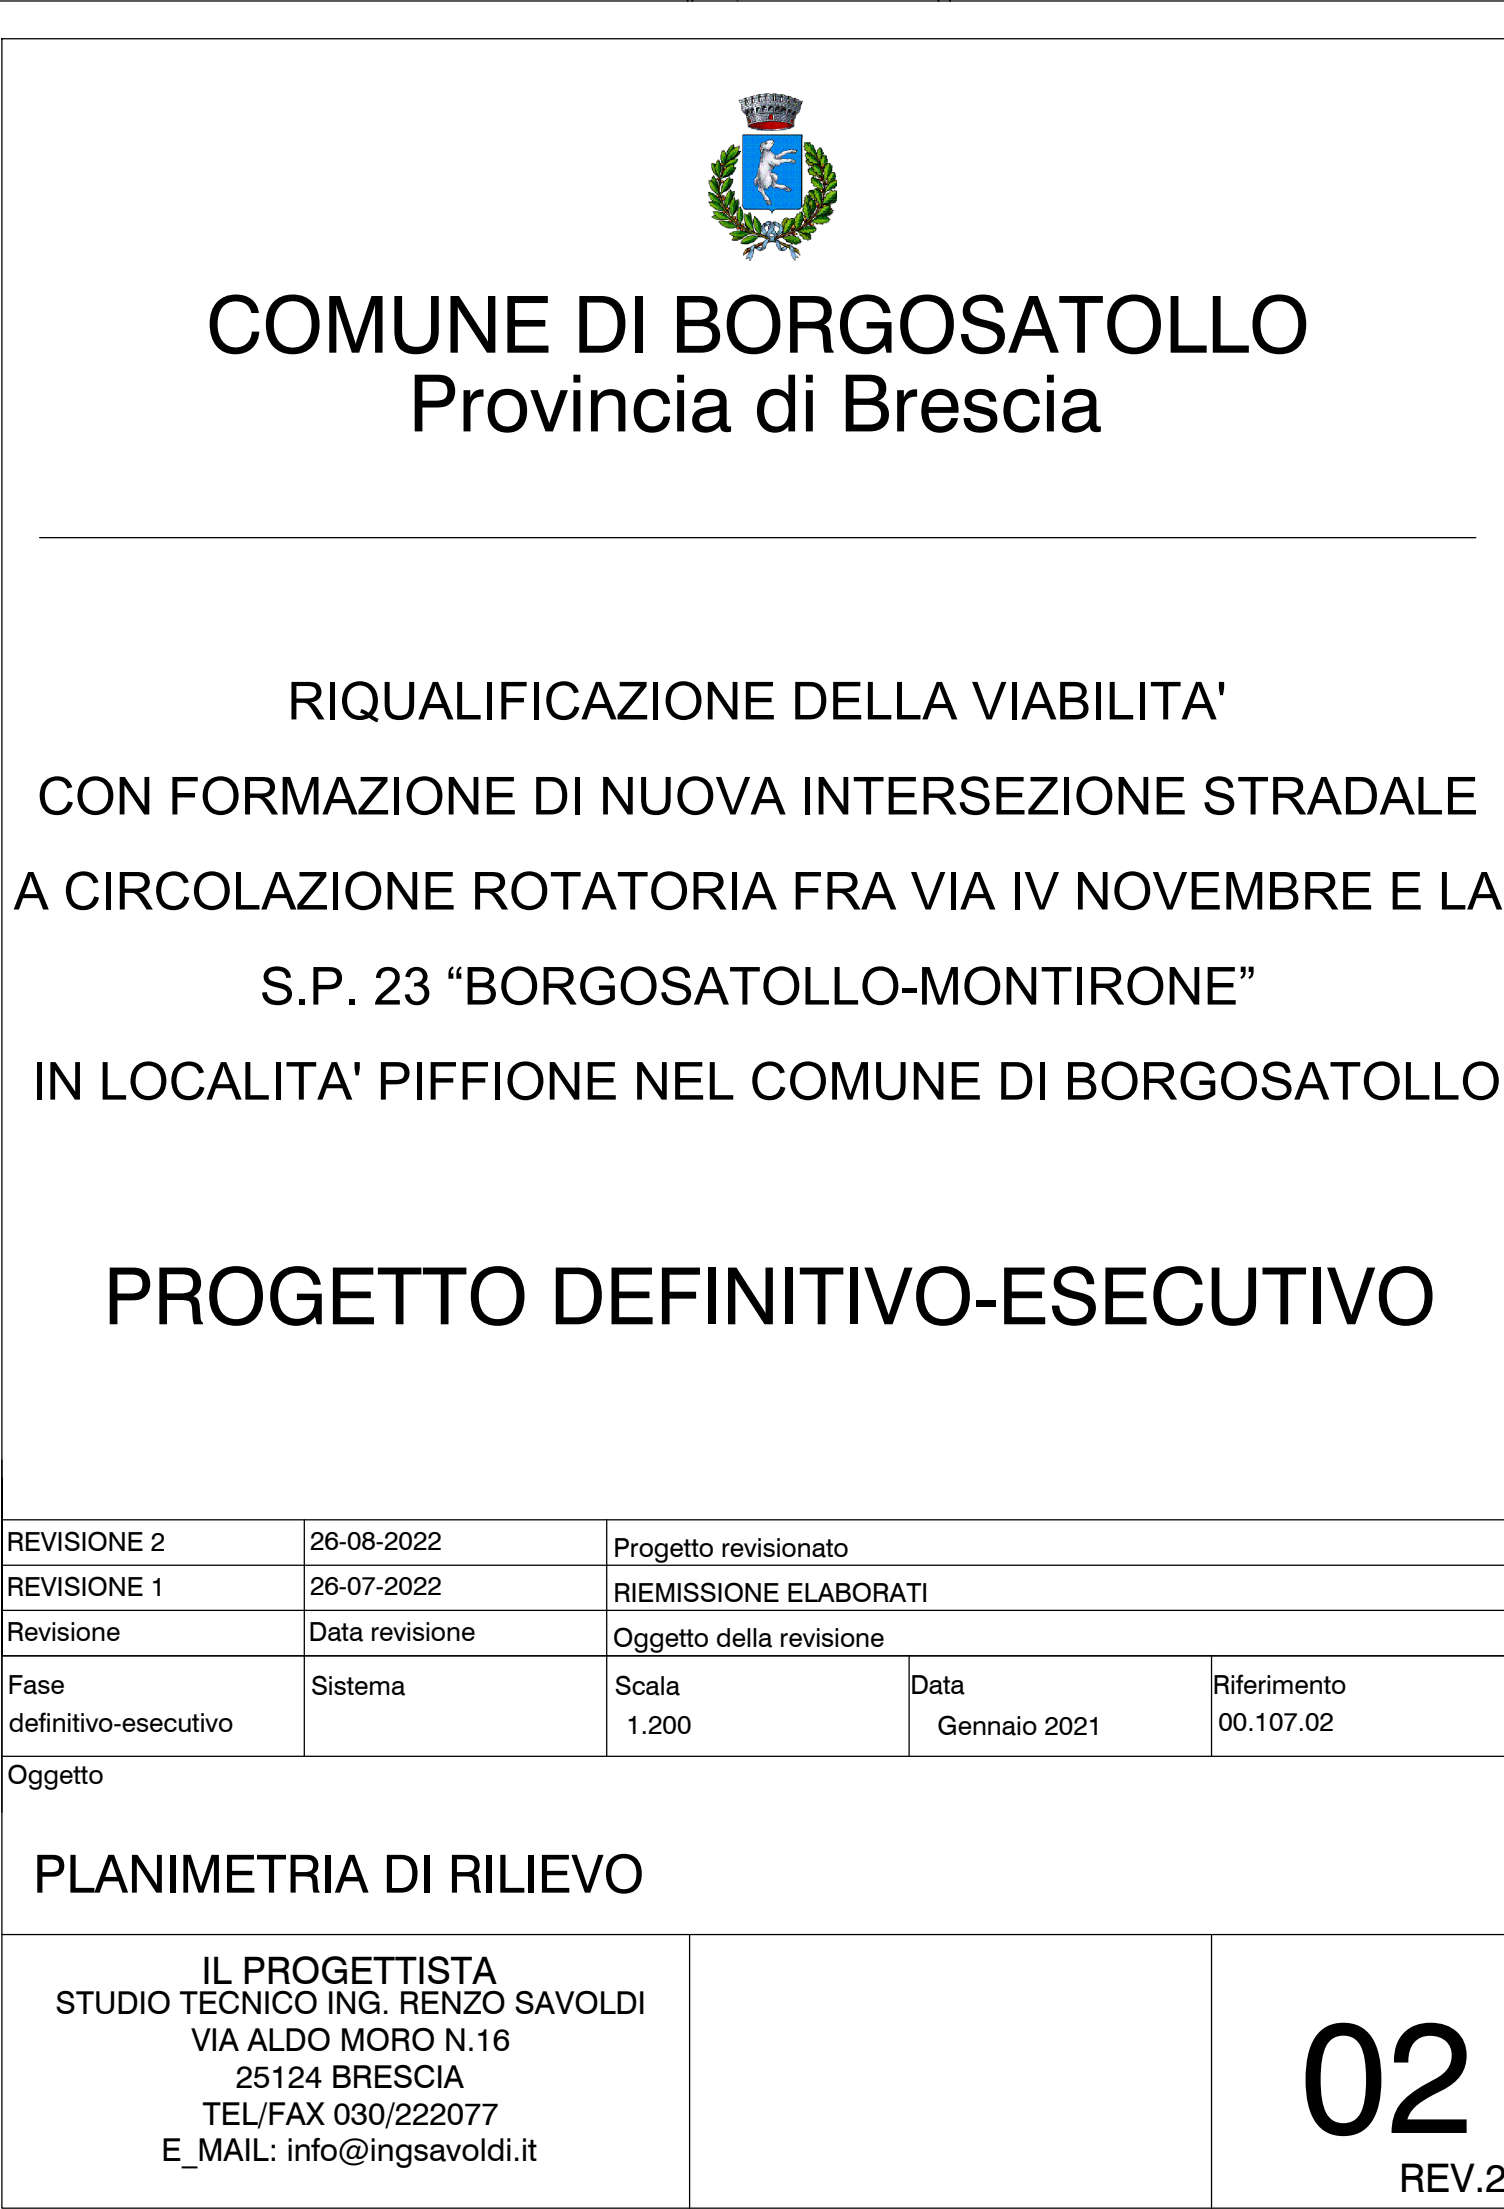 COMUNE DI BORGOSATOLLO
Provincia di Brescia
RIQUALIFICAZIONE DELLA VIABILITA'
CON FORMAZIONE DI NUOVA INTERSEZIONE STRADALE
A CIRCOLAZIONE ROTATORIA FRA VIA IV NOVEMBRE E LA
S.P. 23 “BORGOSATOLLO-MONTIRONE”
IN LOCALITA' PIFFIONE NEL COMUNE DI BORGOSATOLLO
PROGETTO DEFINITIVO-ESECUTIVO
REVISIONE 2 26-08-2022 Progetto revisionato
REVISIONE 1 26-07-2022 RIEMISSIONE ELABORATI
Revisione Data revisione Oggetto della revisione
Fase Sistema Scala Data Riferimento
definitivo-esecutivo 1.200 Gennaio 2021 00.107.02
Oggetto
PLANIMETRIA DI RILIEVO
IL PROGETTISTA
STUDIO TECNICO ING. RENZO SAVOLDI
VIA ALDO MORO N.16
25124 BRESCIA
TEL/FAX 030/222077
E_MAIL: info@ingsavoldi.it
02
REV.2